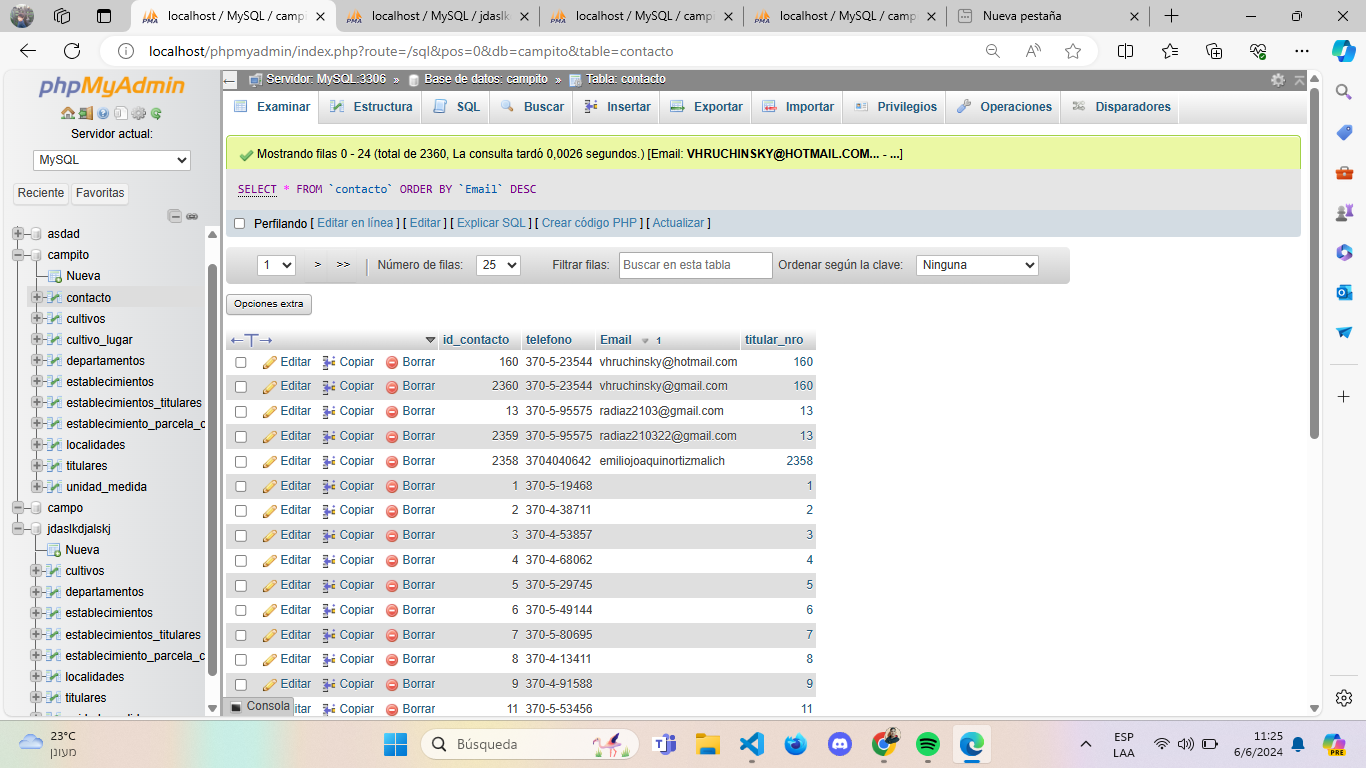 localhost / MySQL / campit
localhost / MySQL / jdaslk
localhost / MySQL / camp
localhost / MySQL / camp
Nueva pestaña
localhost/phpmyadmin/index.php?route=/sql&pos=0&db=campito&table=contacto
phpMyAdmin
Servidor actual:
MySQL
Reciente
Favoritas
asdad
campito
Nueva
contacto
cultivos
cultivo_lugar
departamentos
establecimientos
establecimientos_titulares
establecimiento_parcela_c
localidades
titulares
unidad_medida
campo
jdaslkdjalskj
Nueva
cultivos
departamentos
establecimientos
establecimientos_titulares
establecimiento_parcela_c
localidades
titulares
Servidor: MySQL:3306 » Base de datos: campito » Tabla: contacto
Examinar Estructura SQL Buscar Insertar Exportar Importar Privilegios Operaciones Disparadores
Mostrando filas 0 - 24 (total de 2360, La consulta tardó 0,0026 segundos.) [Email: VHRUCHINSKY@HOTMAIL.COM... - ...]
SELECT * FROM `contacto` ORDER BY `Email` DESC
Perfilando [ Editar en línea ] [ Editar ] [ Explicar SQL ] [ Crear código PHP ] [ Actualizar ]
1 > >> Número de filas: 25 Filtrar filas: Buscar en esta tabla Ordenar según la clave: Ninguna
Opciones extra
←T→ id_contacto telefono Email 1 titular_nro
Editar Copiar Borrar 160 370-5-23544 vhruchinsky@hotmail.com 160
Editar Copiar Borrar 2360 370-5-23544 vhruchinsky@gmail.com 160
Editar Copiar Borrar 13 370-5-95575 radiaz2103@gmail.com 13
Editar Copiar Borrar 2359 370-5-95575 radiaz210322@gmail.com 13
Editar Copiar Borrar 2358 3704040642 emiliojoaquinortizmalich 2358
Editar Copiar Borrar 1 370-5-19468 1
Editar Copiar Borrar 2 370-4-38711 2
Editar Copiar Borrar 3 370-4-53857 3
Editar Copiar Borrar 4 370-4-68062 4
Editar Copiar Borrar 5 370-5-29745 5
Editar Copiar Borrar 6 370-5-49144 6
Editar Copiar Borrar 7 370-5-80695 7
Editar Copiar Borrar 8 370-4-13411 8
Editar Copiar Borrar 9 370-4-91588 9
itar Copiar Borrar 11 370-5-53456 11
Consola
23°C
מעונן
Búsqueda
ESP
LAA
11:25
6/6/2024
PRE